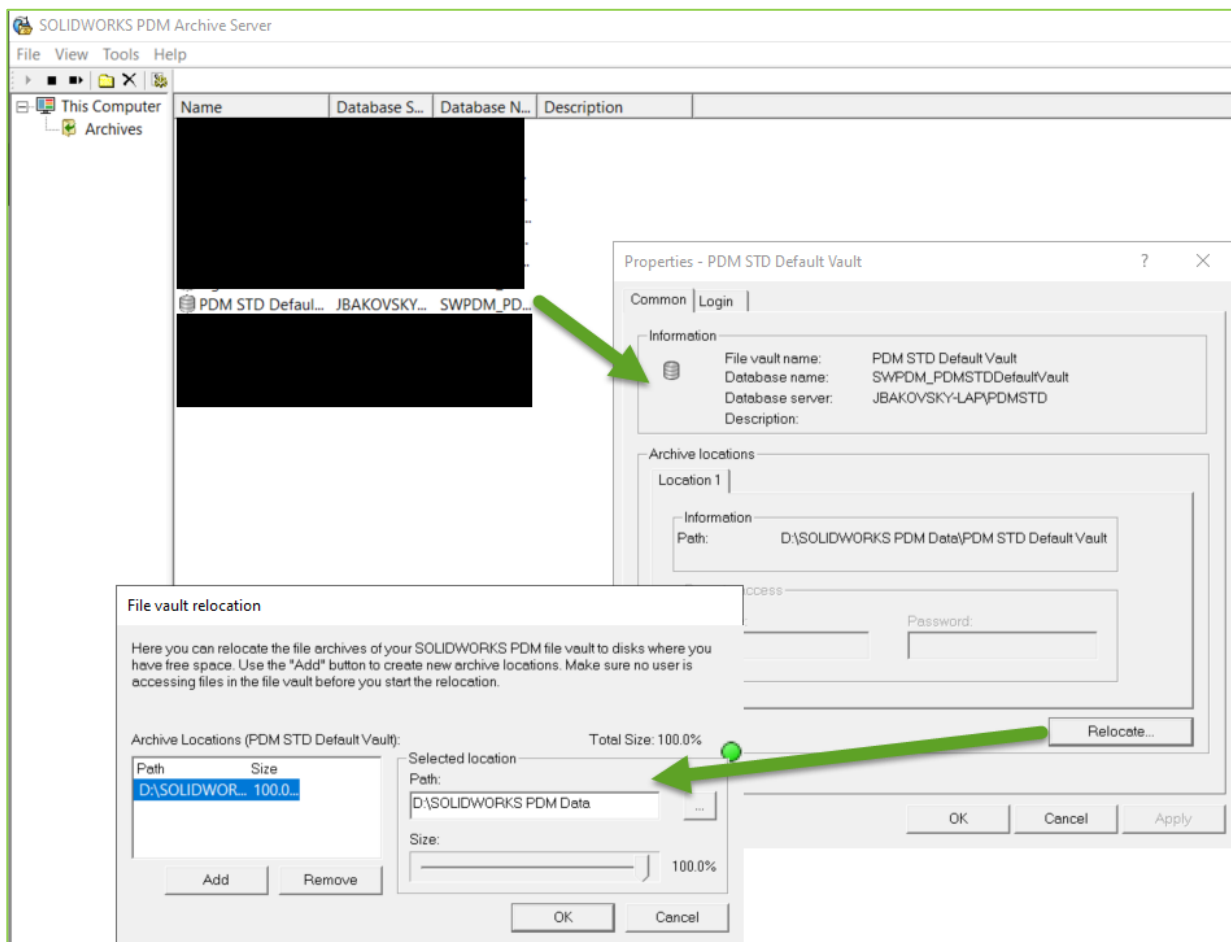 SOLIDWORKS PDM Archive Server
File View Tools Help
This Computer
Archives
Name Database S... Database N... Description
PDM STD Defaul... JBAKOVSKY... SWPDM_PD...
Properties - PDM STD Default Vault
?
Common Login
Information
File vault name: PDM STD Default Vault
Database name: SWPDM_PDMSTDDefaultVault
Database server: JBAKOVSKY-LAP\PDMSTD
Description:
Archive locations
Location 1
Information
Path: D:\SOLIDWORKS PDM Data\PDM STD Default Vault
Password:
Relocate...
OK Cancel Apply
File vault relocation
Here you can relocate the file archives of your SOLIDWORKS PDM file vault to disks where you
have free space. Use the "Add" button to create new archive locations. Make sure no user is
accessing files in the file vault before you start the relocation.
Archive Locations (PDM STD Default Vault):
Total Size: 100.0%
Path Size
D:\SOLIDWOR... 100.0...
Add Remove
Selected location
Path:
D:\SOLIDWORKS PDM Data
...
Size:
100.0%
OK Cancel